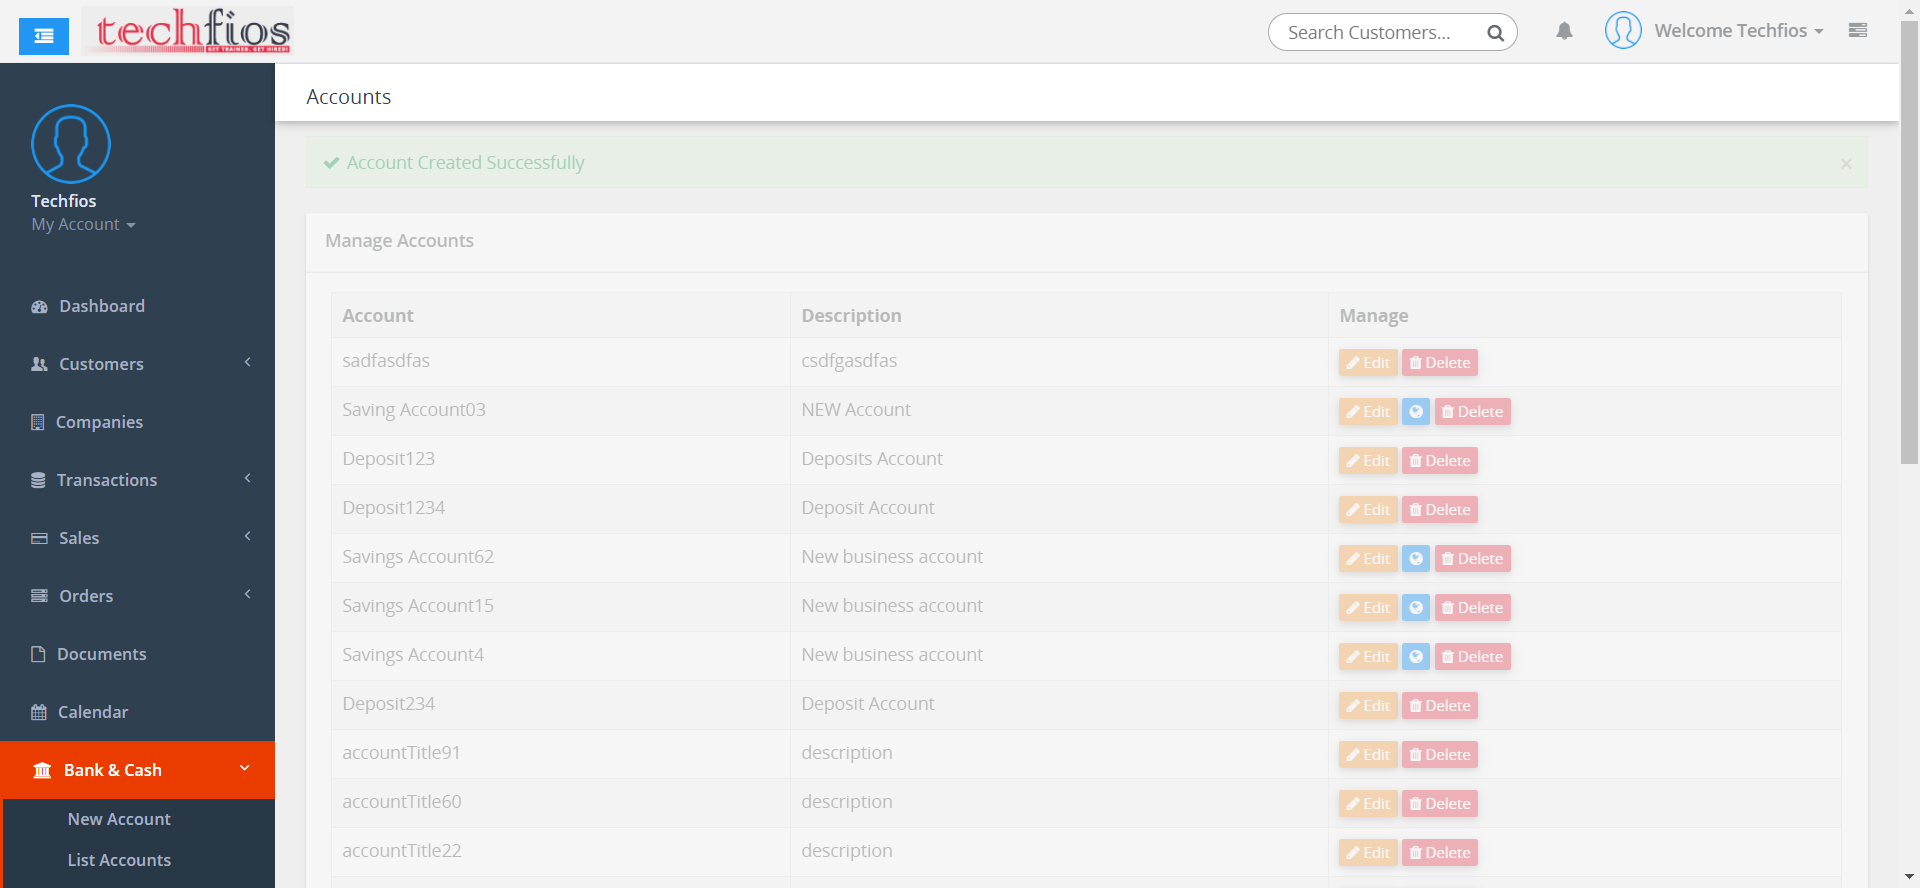 techfios
GET TRAINED. GET HIRED!
Search Customers...
Welcome Techfios
Accounts
Techfios
My Account
Account Created Successfully
×
Dashboard
Customers
Companies
Transactions
Sales
Orders
Documents
Calendar
Bank & Cash
New Account
List Accounts
Manage Accounts
Account Description Manage
sadfasdfas csdfgasdfas Edit Delete
Saving Account03 NEW Account Edit Delete
Deposit123 Deposits Account Edit Delete
Deposit1234 Deposit Account Edit Delete
Savings Account62 New business account Edit Delete
Savings Account15 New business account Edit Delete
Savings Account4 New business account Edit Delete
Deposit234 Deposit Account Edit Delete
accountTitle91 description Edit Delete
accountTitle60 description Edit Delete
accountTitle22 description Edit Delete